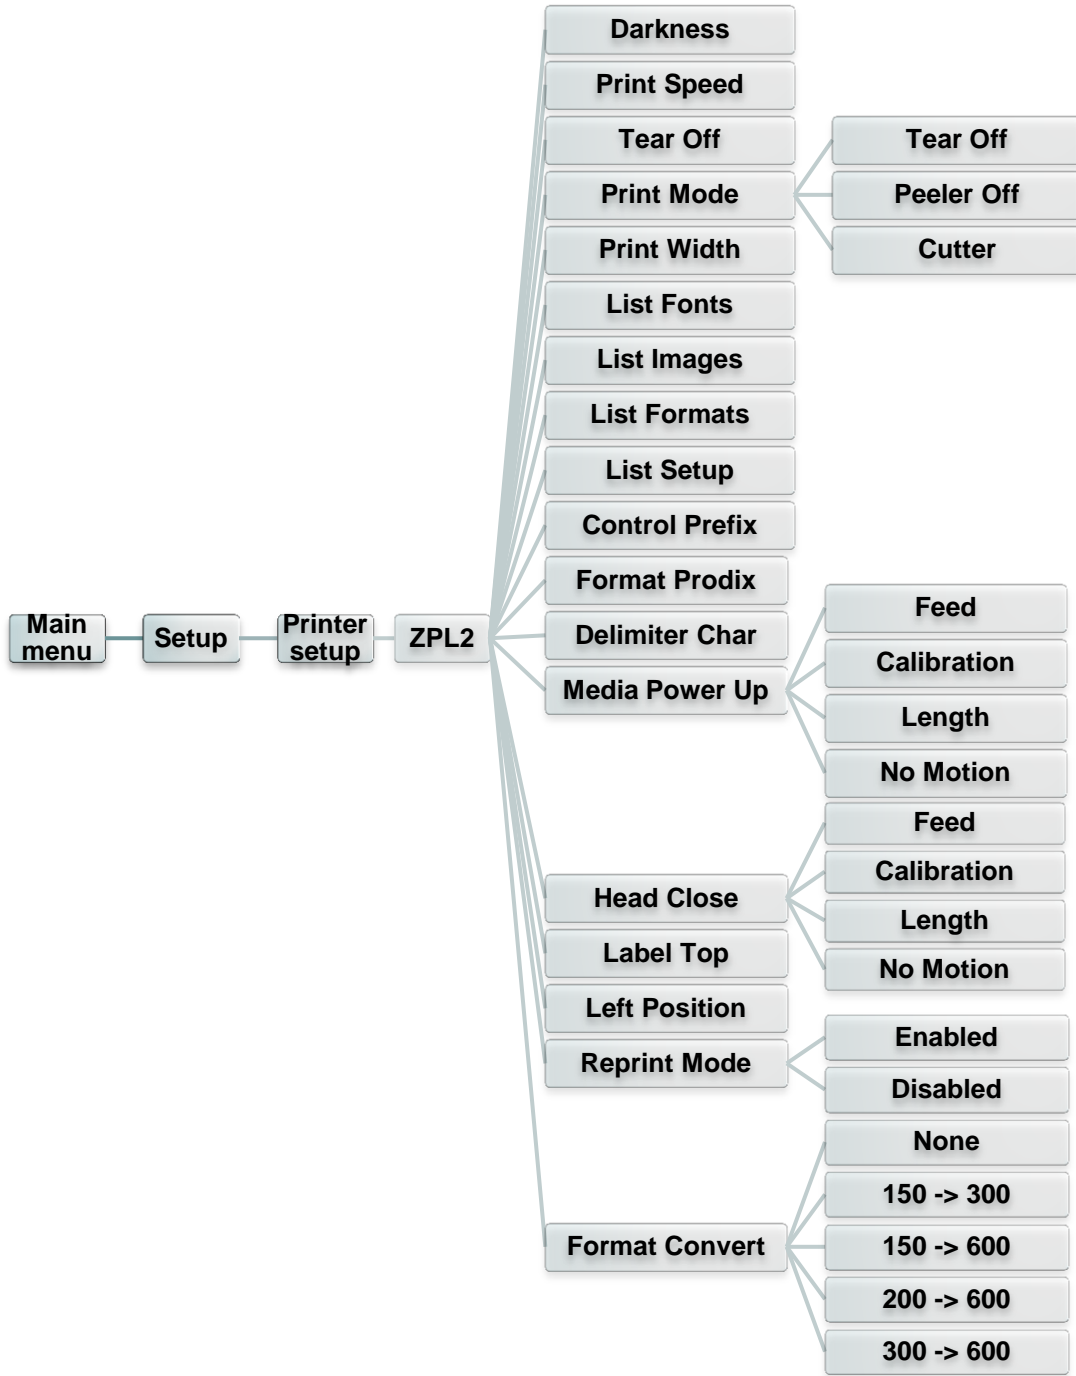 Main
menu
Setup
Printer
setup
ZPL2
Darkness
Print Speed
Tear Off
Print Mode
Tear Off
Peeler Off
Cutter
Print Width
List Fonts
List Images
List Formats
List Setup
Control Prefix
Format Prodix
Delimiter Char
Media Power Up
Feed
Calibration
Length
No Motion
Head Close
Feed
Calibration
Length
No Motion
Label Top
Left Position
Reprint Mode
Enabled
Disabled
Format Convert
None
150 -> 300
150 -> 600
200 -> 600
300 -> 600